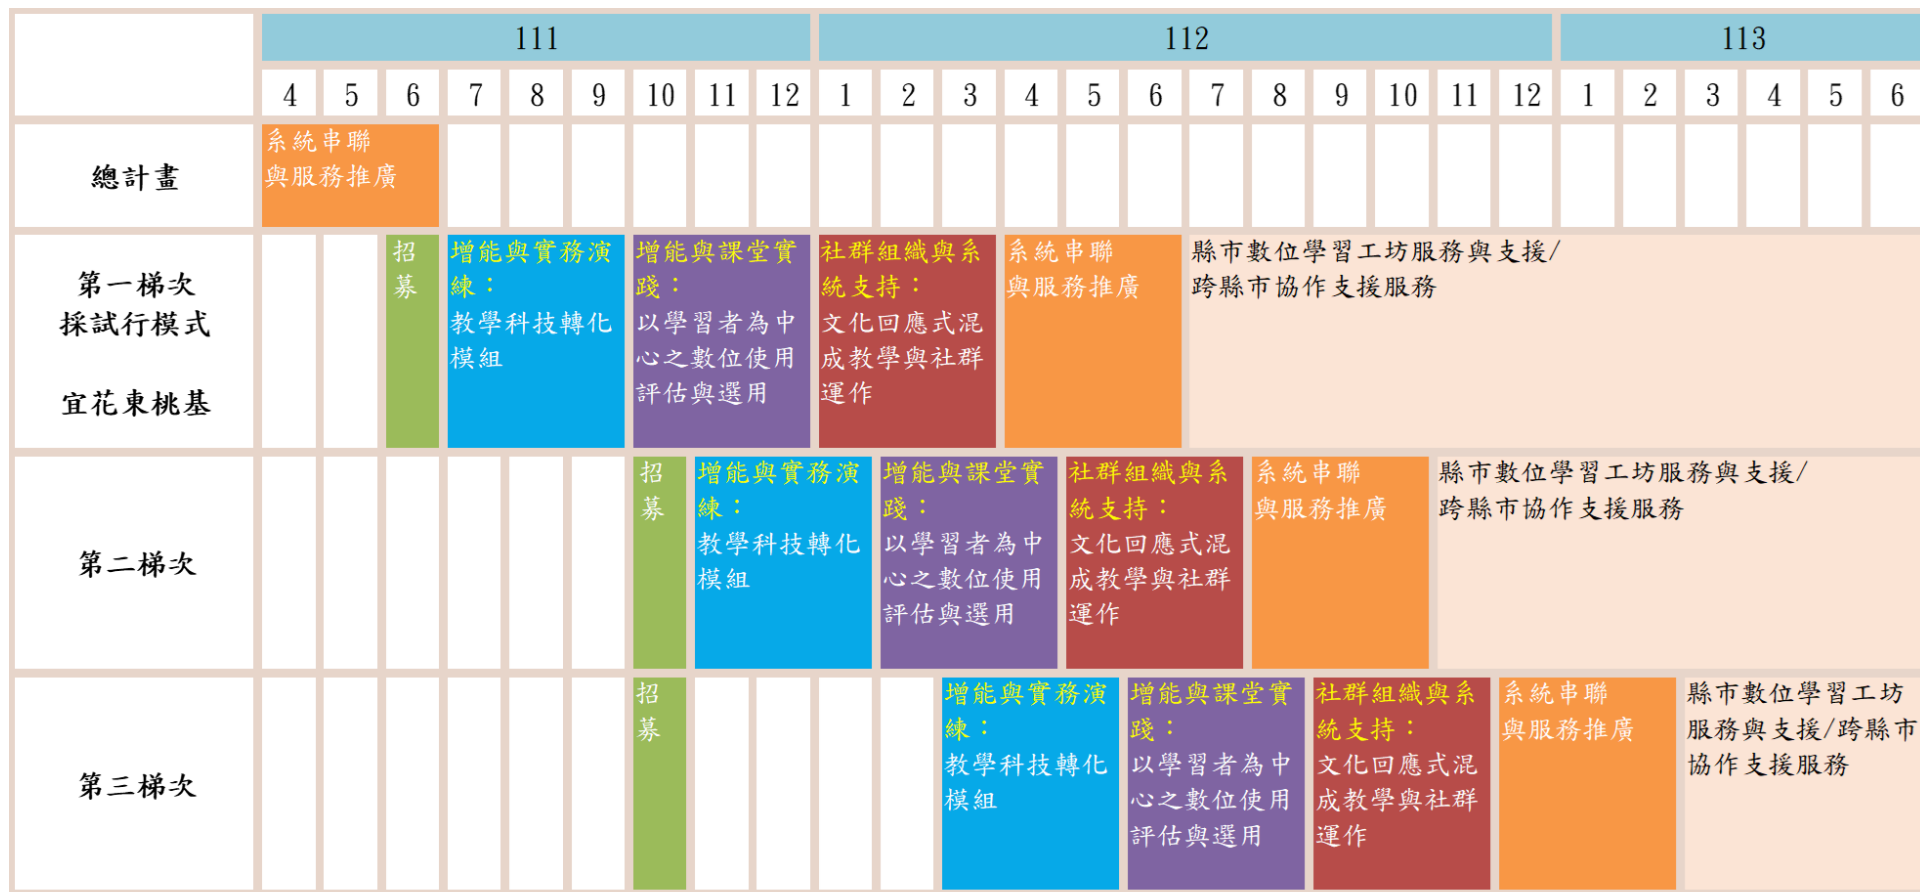 111 112 113
4 5 6 7 8 9 10 11 12 1 2 3 4 5 6 7 8 9 10 11 12 1 2 3 4 5 6
總計畫
系統串聯
與服務推廣
第一梯次
採試行模式
宜花東桃基
招
募
增能與實務演
練：
教學科技轉化
模組
增能與課堂實
踐：
以學習者為中
心之數位使用
評估與選用
社群組織與系
統支持：
文化回應式混
成教學與社群
運作
系統串聯
與服務推廣
縣市數位學習工坊服務與支援/
跨縣市協作支援服務
第二梯次
招
募
增能與實務演
練：
教學科技轉化
模組
增能與課堂實
踐：
以學習者為中
心之數位使用
評估與選用
社群組織與系
統支持：
文化回應式混
成教學與社群
運作
系統串聯
與服務推廣
縣市數位學習工坊服務與支援/
跨縣市協作支援服務
第三梯次
招
募
增能與實務演
練：
教學科技轉化
模組
增能與課堂實
踐：
以學習者為中
心之數位使用
評估與選用
社群組織與系
統支持：
文化回應式混
成教學與社群
運作
系統串聯
與服務推廣
縣市數位學習工坊
服務與支援/跨縣市
協作支援服務